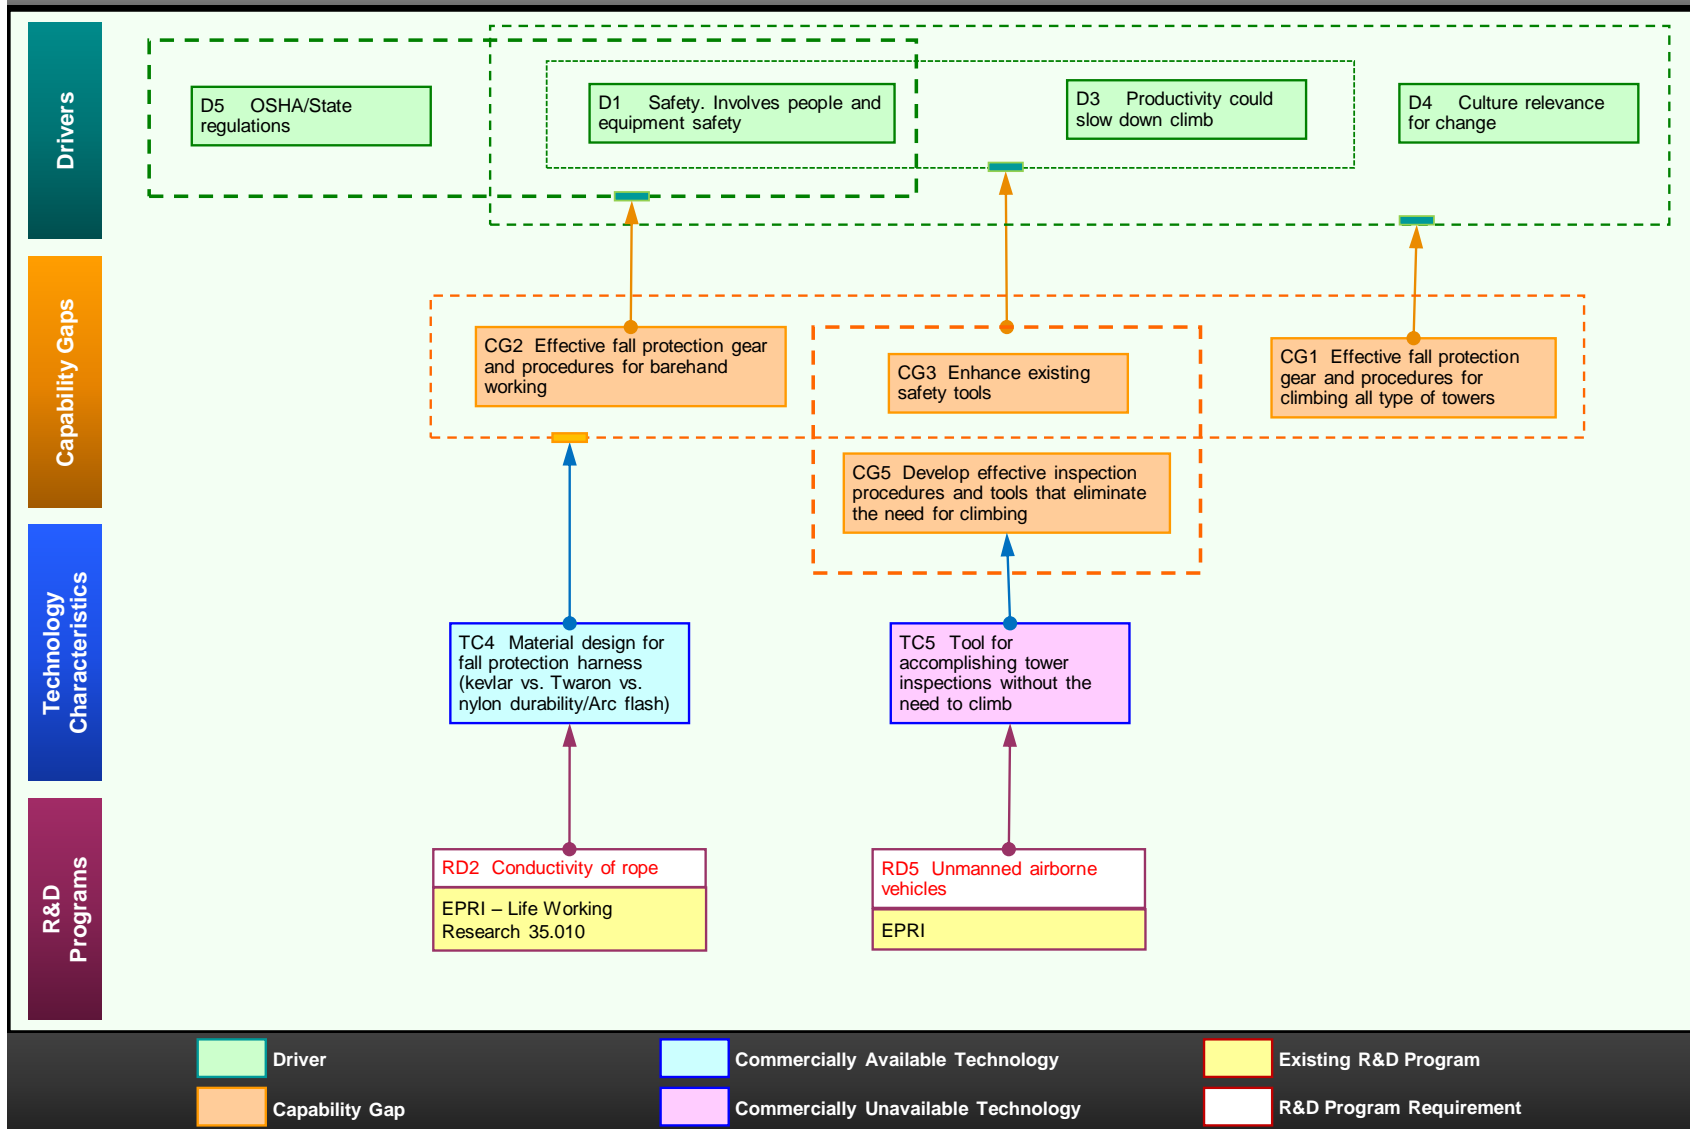 Drivers
D5 OSHA/State
regulations
D1 Safety. Involves people and
equipment safety
D3 Productivity could
slow down climb
D4 Culture relevance
for change
Capability Gaps
CG2 Effective fall protection gear
and procedures for barehand
working
CG3 Enhance existing
safety tools
CG1 Effective fall protection
gear and procedures for
climbing all type of towers
CG5 Develop effective inspection
procedures and tools that eliminate
the need for climbing
Technology
Characteristics
TC4 Material design for
fall protection harness
(kevlar vs. Twaron vs.
nylon durability/Arc flash)
TC5 Tool for
accomplishing tower
inspections without the
need to climb
R&D
Programs
RD2 Conductivity of rope
EPRI – Life Working
Research 35.010
RD5 Unmanned airborne
vehicles
EPRI
Driver
Commercially Available Technology
Existing R&D Program
Capability Gap
Commercially Unavailable Technology
R&D Program Requirement